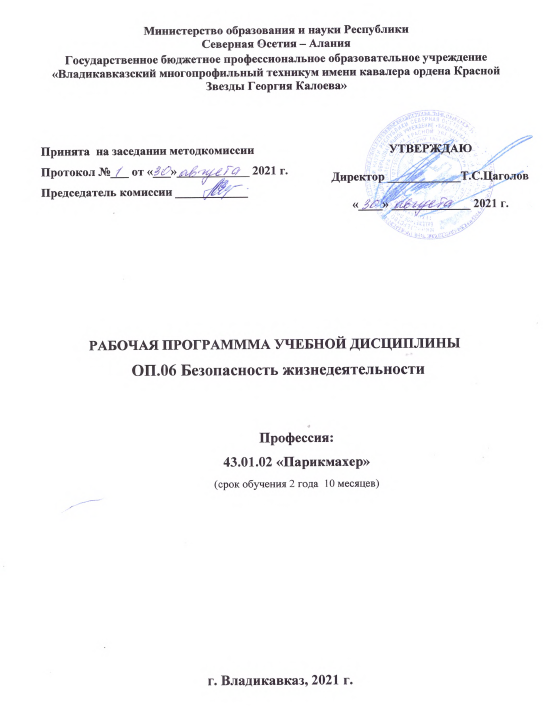 Министерство образования и науки Республики
Северная Осетия – Алания
Государственное бюджетное профессиональное образовательное учреждение
«Владикавказский многопрофильный техникум имени кавалера ордена Красной
Звезды Георгия Калоева»
Принята на заседании методкомиссии
Протокол № 1 от «30» августа 2021 г.
Председатель комиссии
УТВЕРЖДАЮ
Директор Т.С.Цаголов
«30» августа 2021 г.
РАБОЧАЯ ПРОГРАМММА УЧЕБНОЙ ДИСЦИПЛИНЫ
ОП.06 Безопасность жизнедеятельности
Профессия:
43.01.02 «Парикмахер»
(срок обучения 2 года 10 месяцев)
г. Владикавказ, 2021 г.